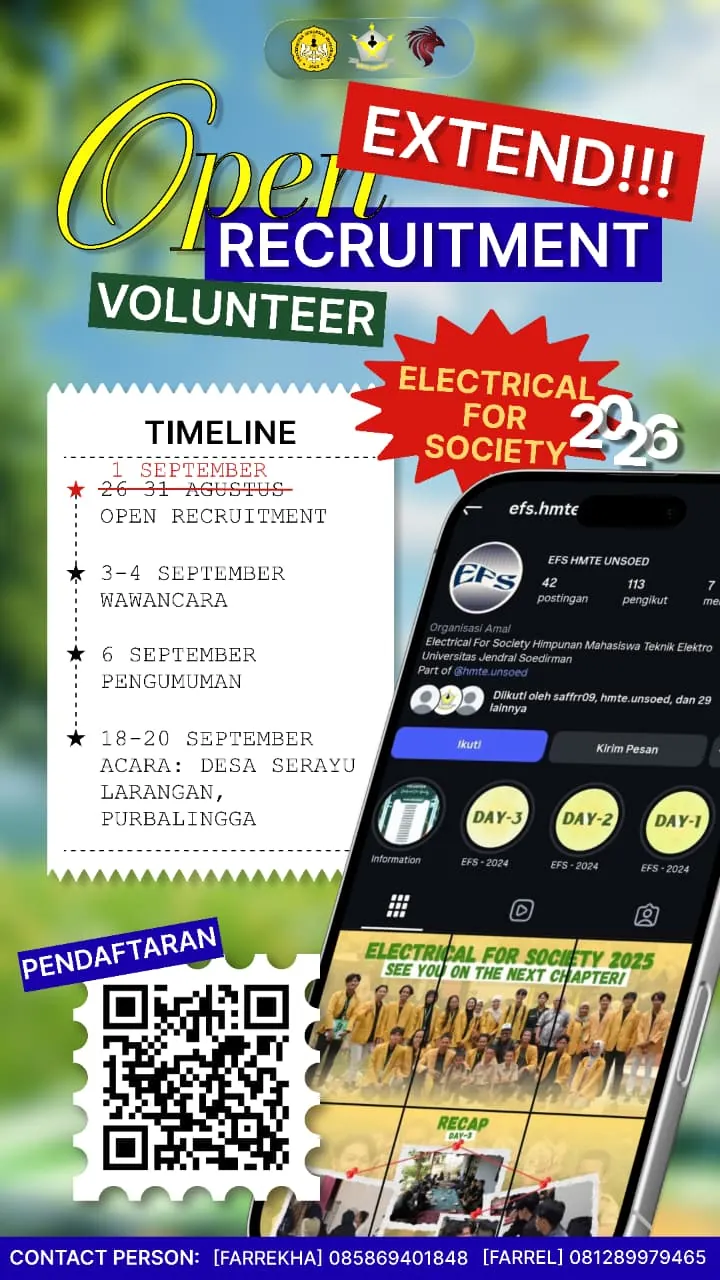 Open
EXTEND!!!
RECRUITMENT
VOLUNTEER
ELECTRICAL
FOR
SOCIETY
2026
TIMELINE
1 SEPTEMBER
26-31 AGUSTUS
OPEN RECRUITMENT
3-4 SEPTEMBER
WAWANCARA
6 SEPTEMBER
PENGUMUMAN
18-20 SEPTEMBER
ACARA: DESA SERAYU
LARANGAN,
PURBALINGGA
efs.hmte
EFS
EFS HMTE UNSOED
42 113 7
postingan pengikut me
Organisasi Amal
Electrical For Society Himpunan Mahasiswa Teknik Elektro
Universitas Jendral Soedirman
Part of @hmte.unsoed
Diikuti oleh saffrr09, hmte.unsoed, dan 29
lainnya
Ikuti Kirim Pesan
DAY-3 DAY-2 DAY-1
Information EFS - 2024 EFS - 2024 EFS - 2024
ELECTRICAL FOR SOCIETY 2025
SEE YOU ON THE NEXT CHAPTER!
RECAP
DAY-3
PENDAFTARAN
CONTACT PERSON: [FARREKHA] 085869401848 [FARREL] 081289979465